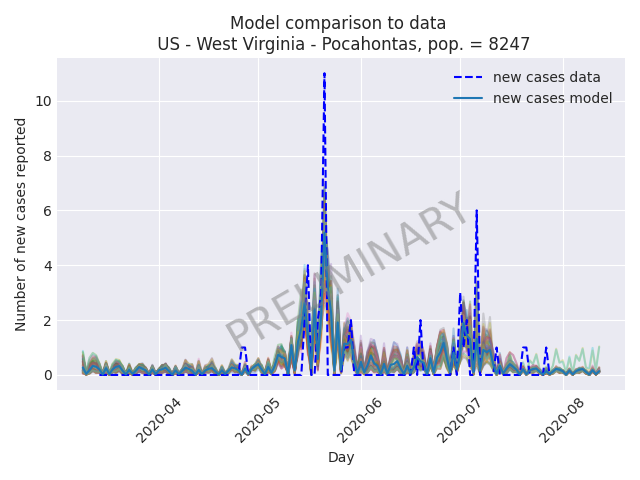 Model comparison to data
US - West Virginia - Pocahontas, pop. = 8247
new cases data
new cases model
Number of new cases reported
10
8
6
4
2
0
PRELIMINARY
2020-04
2020-05
2020-06
2020-07
2020-08
Day